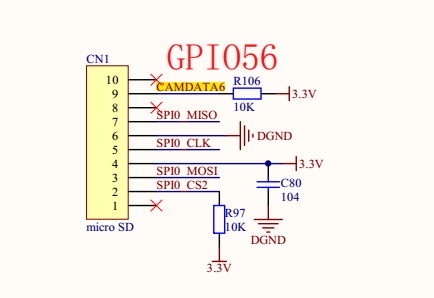 GPIO56
CN1
10
9 CAMDATA6 R106 10K 3.3V
8
7 SPI0_MISO
6 DGND
5 SPI0_CLK
4 3.3V
3 SPI0_MOSI C80 104
2 SPI0_CS2
1
R97 10K
DGND
micro SD
3.3V